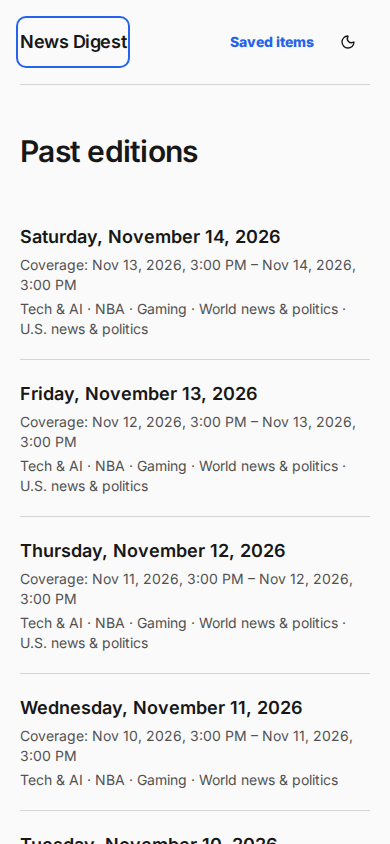 News Digest
Saved items
Past editions
Saturday, November 14, 2026
Coverage: Nov 13, 2026, 3:00 PM – Nov 14, 2026,
3:00 PM
Tech & AI · NBA · Gaming · World news & politics ·
U.S. news & politics
Friday, November 13, 2026
Coverage: Nov 12, 2026, 3:00 PM – Nov 13, 2026,
3:00 PM
Tech & AI · NBA · Gaming · World news & politics ·
U.S. news & politics
Thursday, November 12, 2026
Coverage: Nov 11, 2026, 3:00 PM – Nov 12, 2026,
3:00 PM
Tech & AI · NBA · Gaming · World news & politics ·
U.S. news & politics
Wednesday, November 11, 2026
Coverage: Nov 10, 2026, 3:00 PM – Nov 11, 2026,
3:00 PM
Tech & AI · NBA · Gaming · World news & politics
Tuesday, November 10, 2026